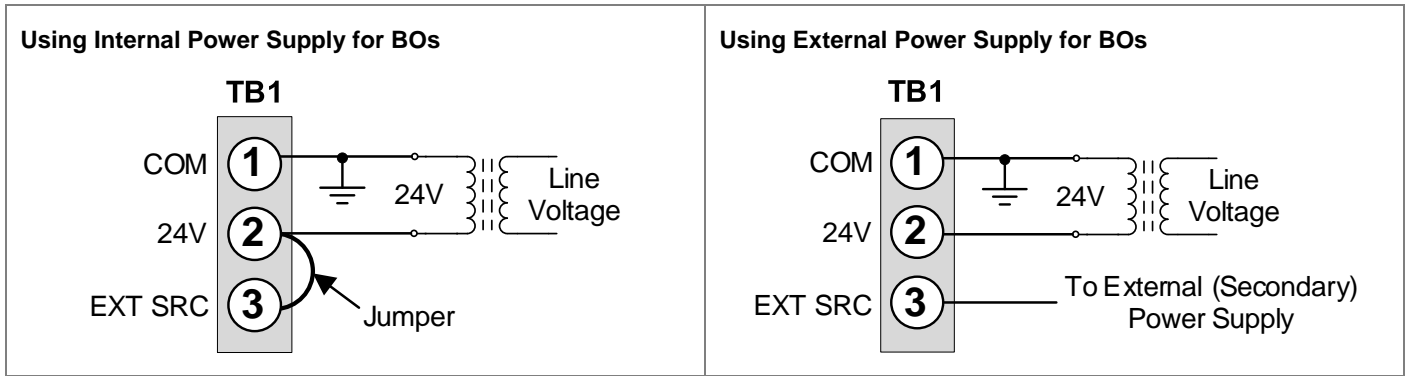 Using Internal Power Supply for BOs
TB1
COM 1
24V
Line
Voltage
24V 2
EXT SRC 3
Jumper
Using External Power Supply for BOs
TB1
COM 1
24V
Line
Voltage
24V 2
EXT SRC 3
To External (Secondary)
Power Supply